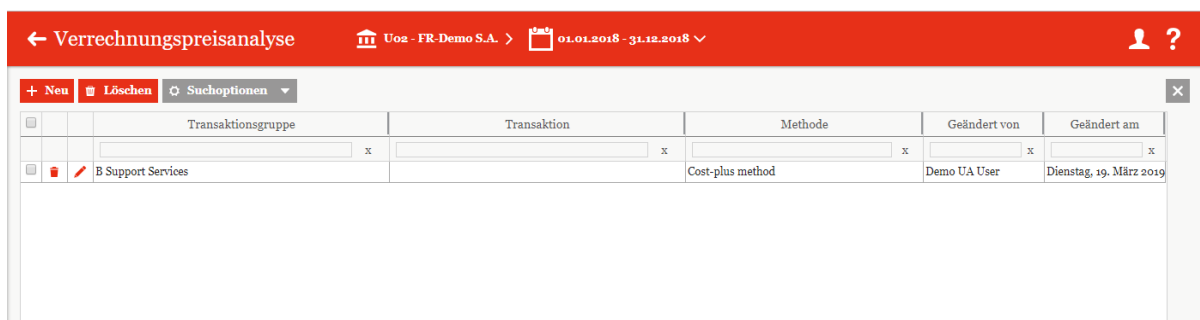 Verrechnungspreisanalyse U02 - FR-Demo S.A. 01.01.2018 - 31.12.2018 ?
+ Neu Löschen Suchoptionen
Transaktionsgruppe Transaktion Methode Geändert von Geändert am
x x x x x
B Support Services Cost-plus method Demo UA User Dienstag, 19. März 2019